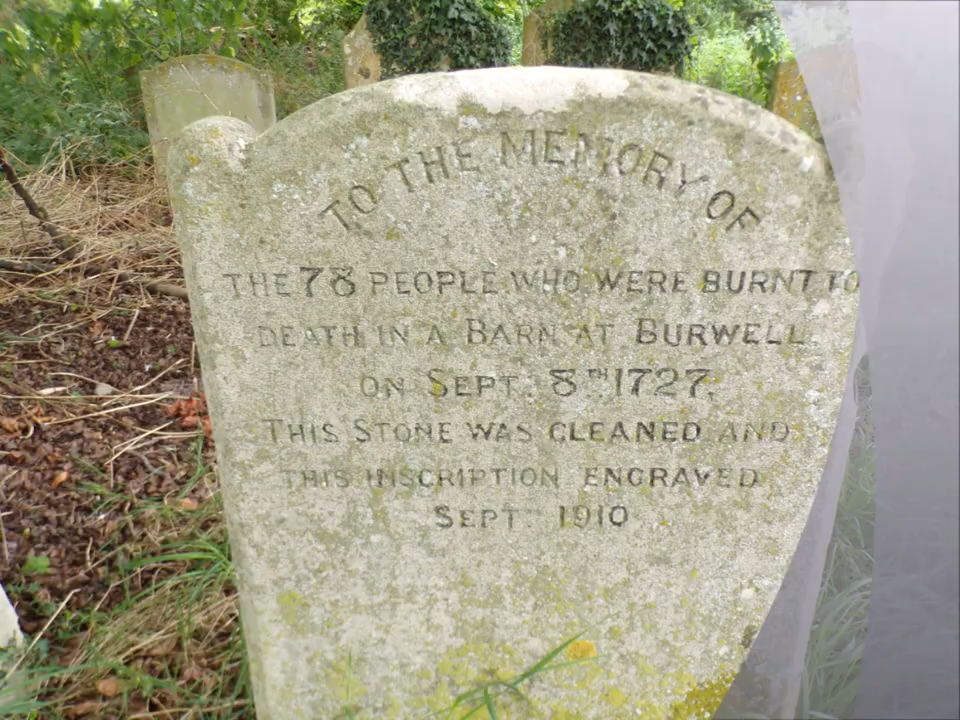 TO THE MEMORY OF
THE 78 PEOPLE WHO WERE BURNT TO
DEATH IN A BARN AT BURWELL
ON SEPT. 8TH 1727.
THIS STONE WAS CLEANED AND
THIS INSCRIPTION ENGRAVED
SEPT. 1910